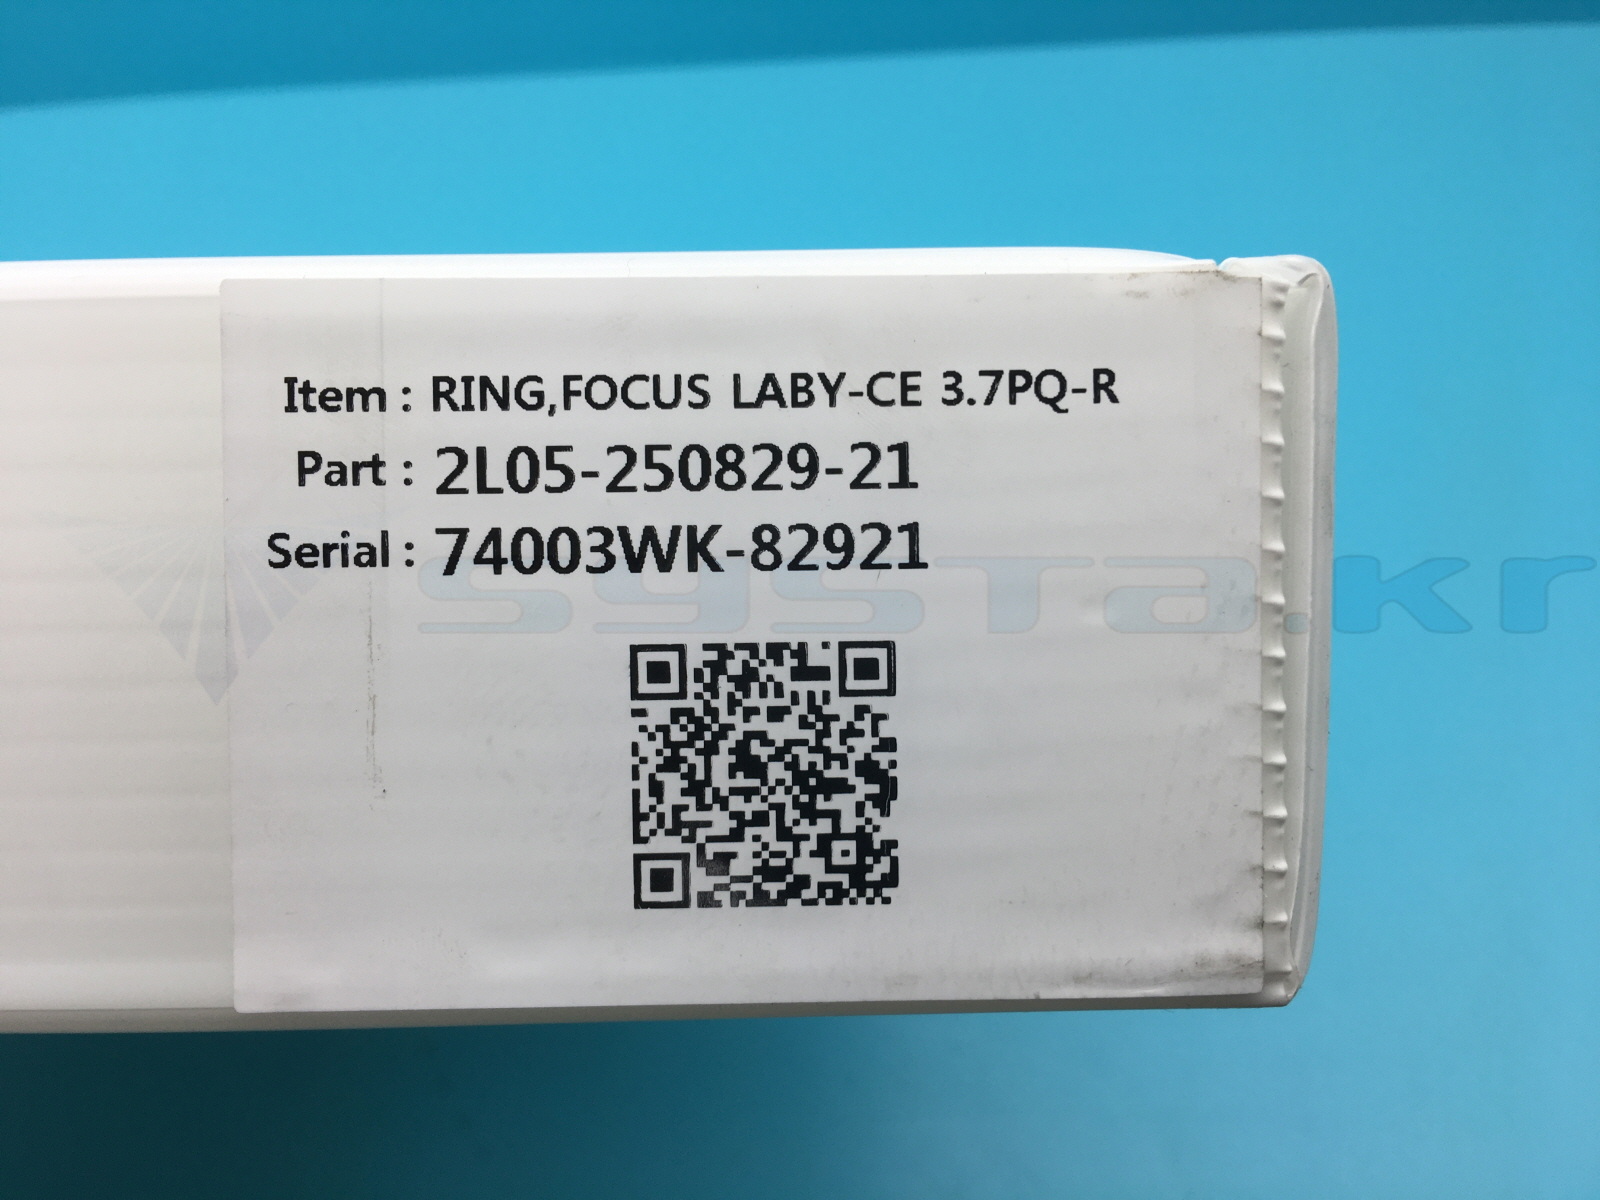 Item : RING,FOCUS LABY-CE 3.7PQ-R
Part : 2L05-250829-21
Serial : 74003WK-82921
systa.kr